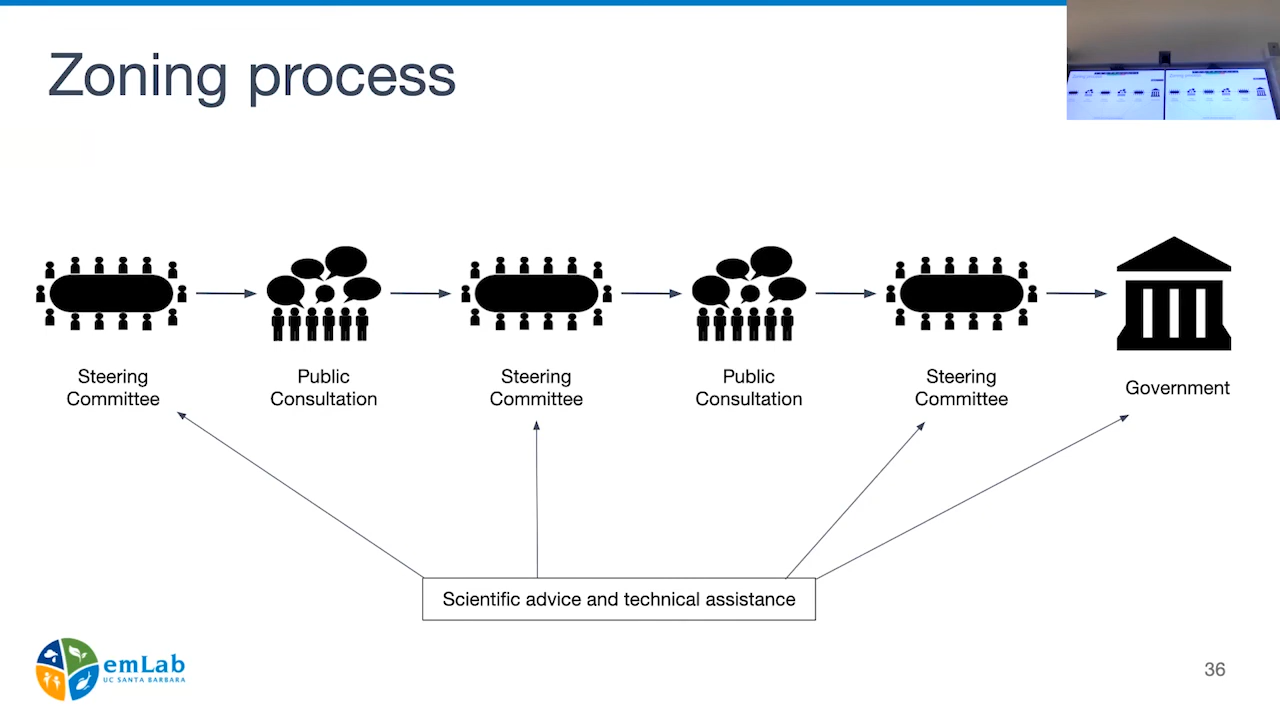 Zoning process
Steering
Committee
Public
Consultation
Steering
Committee
Public
Consultation
Steering
Committee
Government
Scientific advice and technical assistance
emLab
UC SANTA BARBARA
36